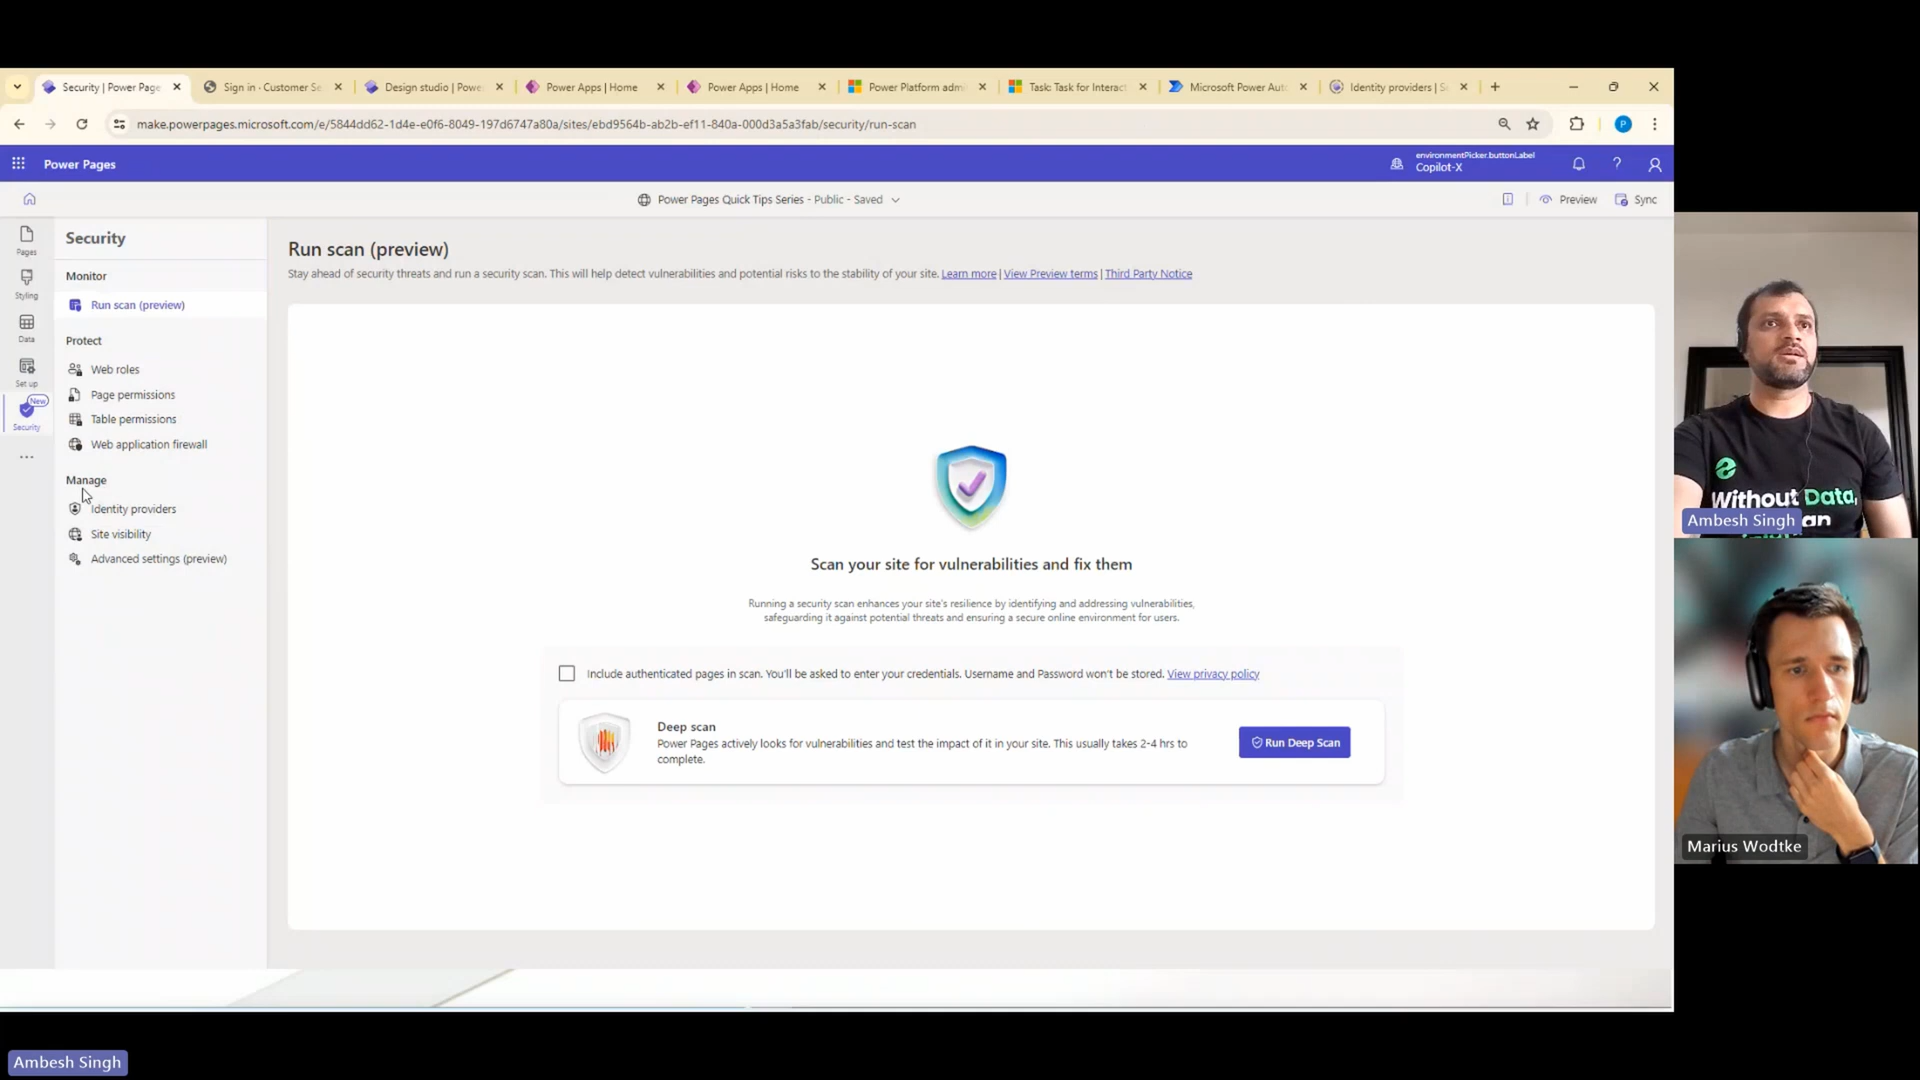 Security | Power Page
Sign in - Customer Se
Design studio | Powe
Power Apps | Home
Power Apps | Home
Power Platform adm
Task: Task for Interact
Microsoft Power Aut
Identity providers | S
make.powerpages.microsoft.com/e/5844dd62-1d4e-e0f6-8049-197d6747a80a/sites/ebd9564b-ab2b-ef11-840a-000d3a5a3fab/security/run-scan
P
Power Pages
environmentPicker.buttonLabel
Copilot-X
Power Pages Quick Tips Series - Public - Saved
Preview
Sync
Pages
Styling
Data
Set up
New
Security
Security
Monitor
Run scan (preview)
Protect
Web roles
Page permissions
Table permissions
Web application firewall
Manage
Identity providers
Site visibility
Advanced settings (preview)
Run scan (preview)
Stay ahead of security threats and run a security scan. This will help detect vulnerabilities and potential risks to the stability of your site. Learn more | View Preview terms | Third Party Notice
Scan your site for vulnerabilities and fix them
Running a security scan enhances your site's resilience by identifying and addressing vulnerabilities,
safeguarding it against potential threats and ensuring a secure online environment for users.
Include authenticated pages in scan. You'll be asked to enter your credentials. Username and Password won't be stored. View privacy policy
Deep scan
Power Pages actively looks for vulnerabilities and test the impact of it in your site. This usually takes 2-4 hrs to
complete.
Run Deep Scan
Without Data,
an
Ambesh Singh
Marius Wodtke
Ambesh Singh